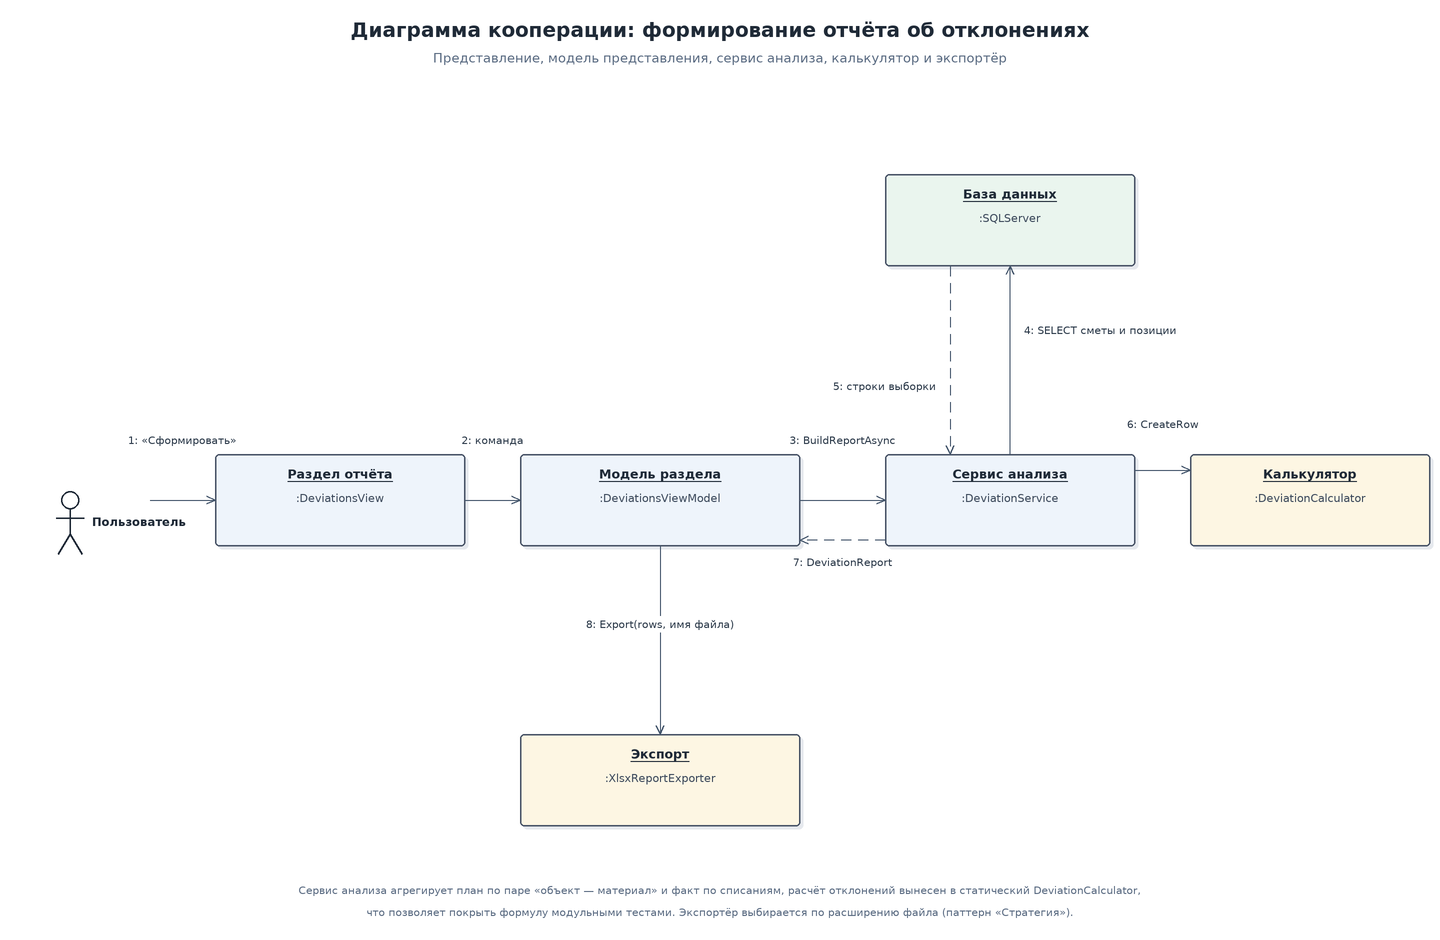 Диаграмма кооперации: формирование отчёта об отклонениях
Представление, модель представления, сервис анализа, калькулятор и экспортёр
База данных
:SQLServer
4: SELECT сметы и позиции
5: строки выборки
6: CreateRow
1: «Сформировать»
2: команда
3: BuildReportAsync
Раздел отчёта
:DeviationsView
Модель раздела
:DeviationsViewModel
Сервис анализа
:DeviationService
Калькулятор
:DeviationCalculator
Пользователь
7: DeviationReport
8: Export(rows, имя файла)
Экспорт
:XlsxReportExporter
Сервис анализа агрегирует план по паре «объект — материал» и факт по списаниям, расчёт отклонений вынесен в статический DeviationCalculator,
что позволяет покрыть формулу модульными тестами. Экспортёр выбирается по расширению файла (паттерн «Стратегия»).